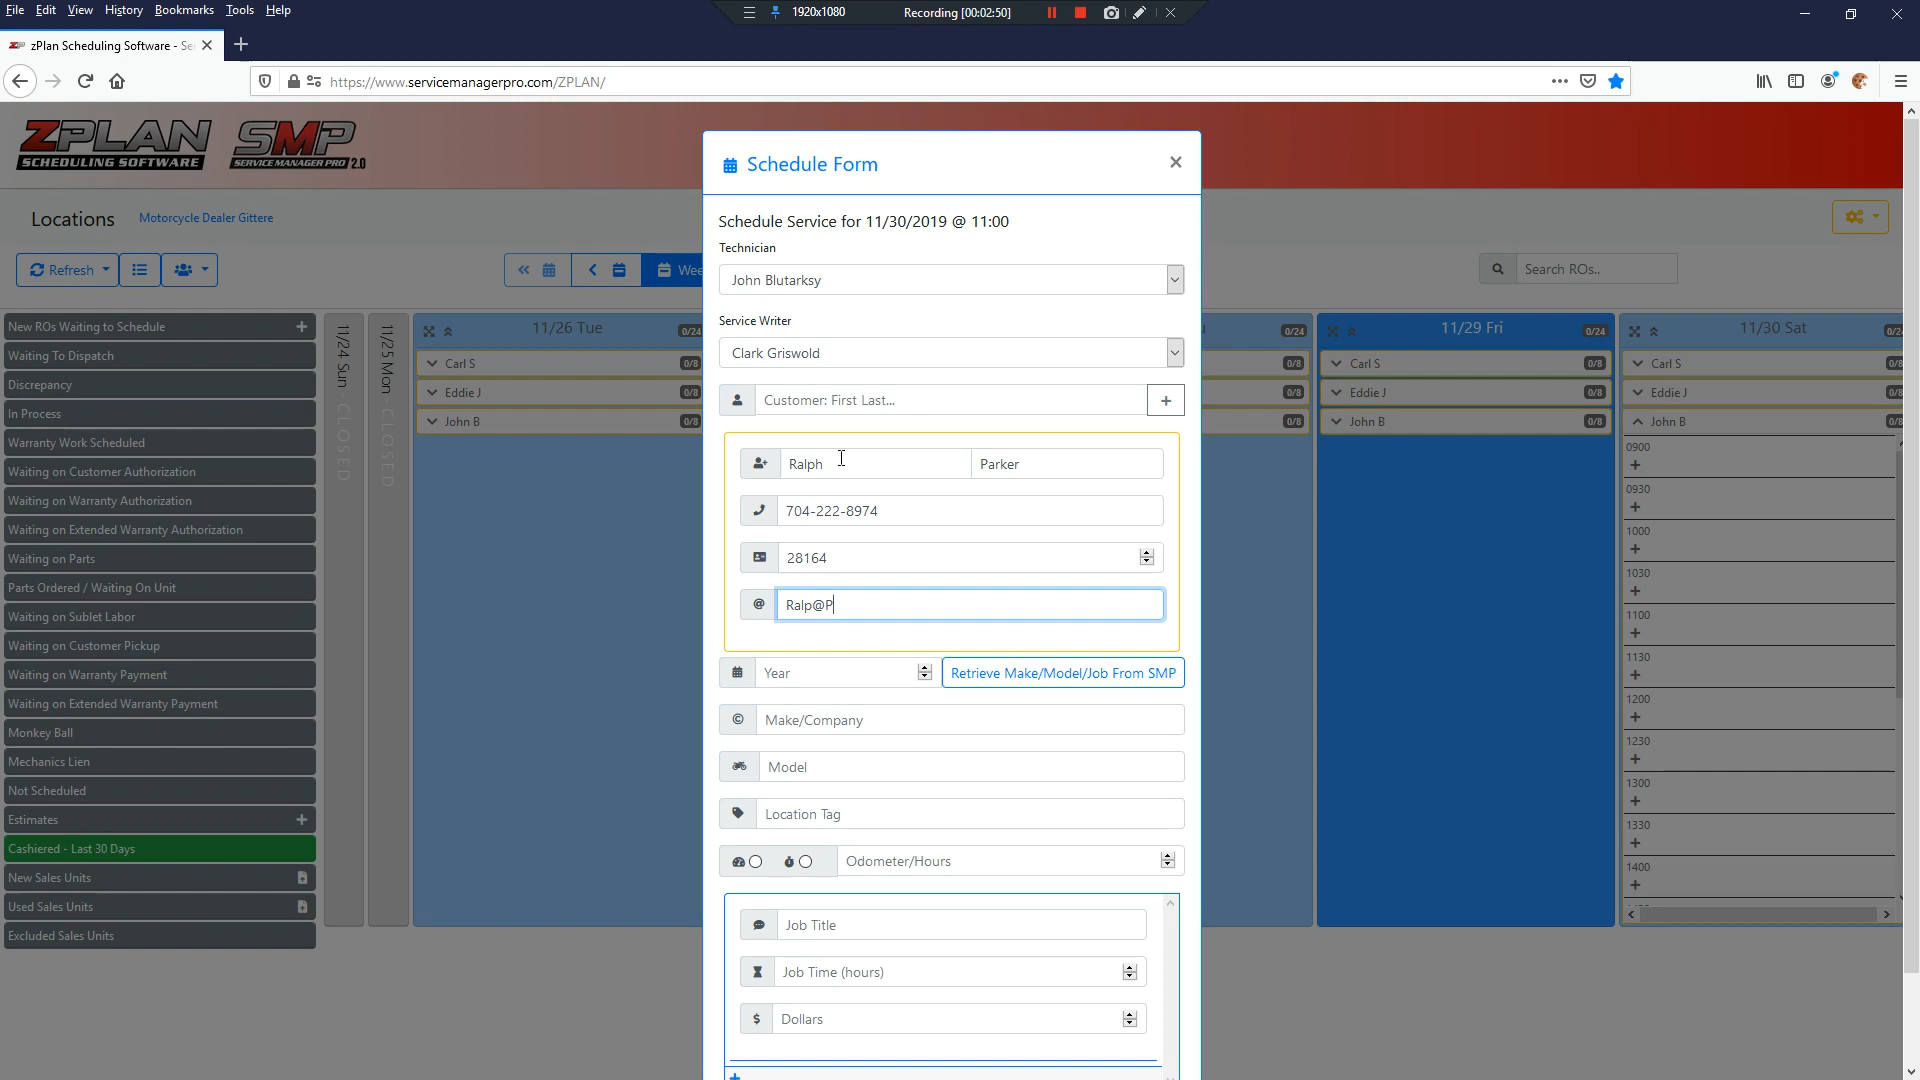 File Edit View History Bookmarks Tools Help
1920x1080 Recording [00:02:50]
zPlan Scheduling Software - Se
https://www.servicemanagerpro.com/ZPLAN/
ZPLAN SCHEDULING SOFTWARE
SMP SERVICE MANAGER PRO 2.0
Locations Motorcycle Dealer Gittere
Refresh
Wee
Search ROs..
New ROs Waiting to Schedule
Waiting To Dispatch
Discrepancy
In Process
Warranty Work Scheduled
Waiting on Customer Authorization
Waiting on Warranty Authorization
Waiting on Extended Warranty Authorization
Waiting on Parts
Parts Ordered / Waiting On Unit
Waiting on Sublet Labor
Waiting on Customer Pickup
Waiting on Warranty Payment
Waiting on Extended Warranty Payment
Monkey Ball
Mechanics Lien
Not Scheduled
Estimates
Cashiered - Last 30 Days
New Sales Units
Used Sales Units
Excluded Sales Units
11/24 Sun - CLOSED
11/25 Mon - CLOSED
11/26 Tue 0/24
Carl S 0/8
Eddie J 0/8
John B 0/8
Schedule Form
Schedule Service for 11/30/2019 @ 11:00
Technician
John Blutarksy
Service Writer
Clark Griswold
Customer: First Last...
Ralph Parker
704-222-8974
28164
Ralp@P
Year Retrieve Make/Model/Job From SMP
Make/Company
Model
Location Tag
Odometer/Hours
Job Title
Job Time (hours)
Dollars
u 0/24
0/8
0/8
0/8
11/29 Fri 0/24
Carl S 0/8
Eddie J 0/8
John B 0/8
11/30 Sat 0/2
Carl S 0/8
Eddie J 0/8
John B 0/8
0900
0930
1000
1030
1100
1130
1200
1230
1300
1330
1400